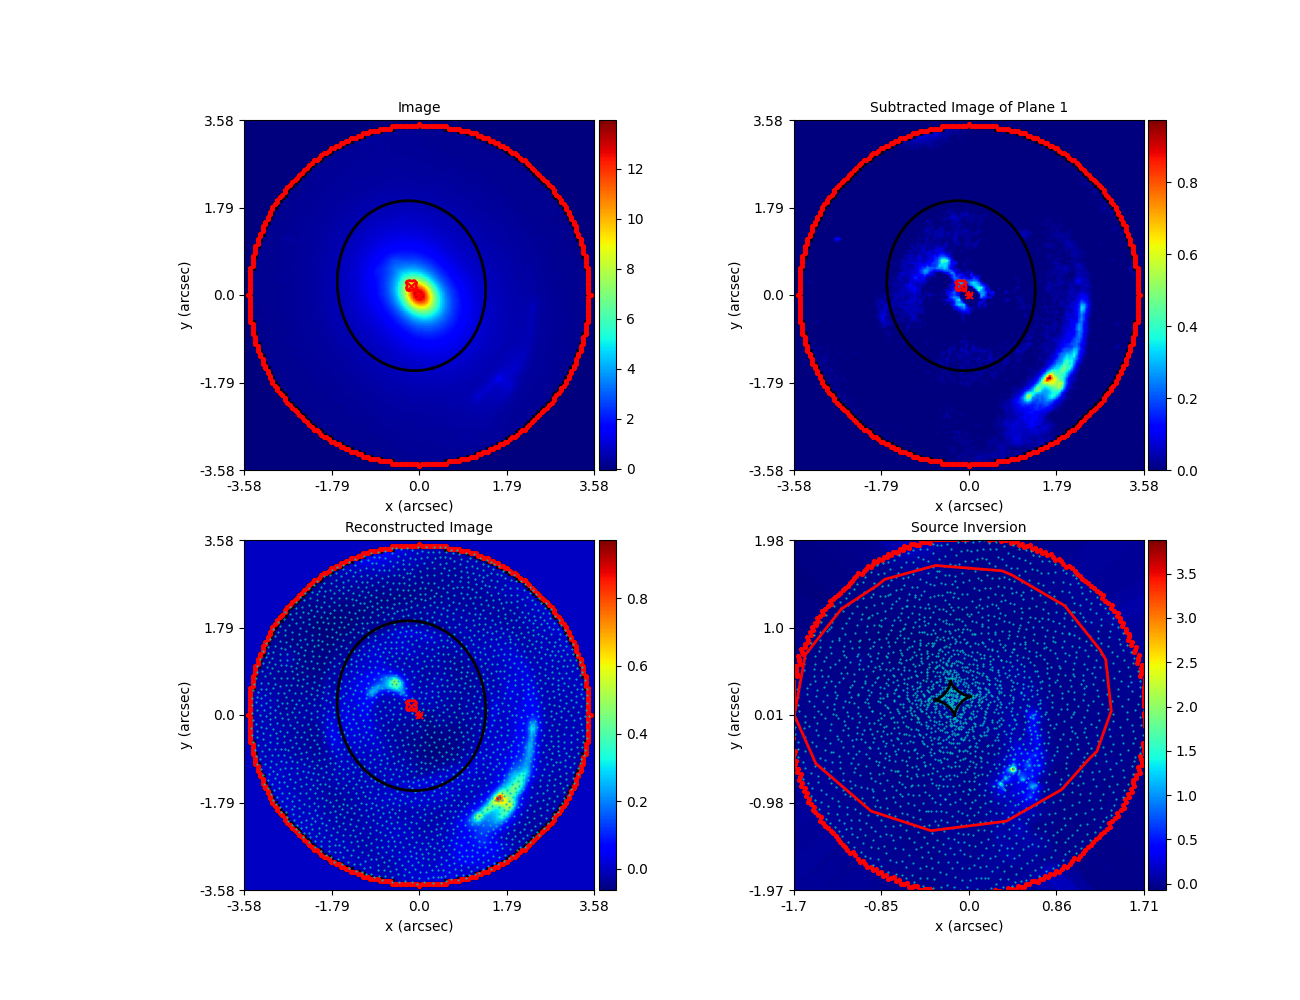 Image
3.58
1.79
0.0
-1.79
-3.58
y (arcsec)
-3.58 -1.79 0.0 1.79 3.58
x (arcsec)
12
10
8
6
4
2
0
Subtracted Image of Plane 1
3.58
1.79
0.0
-1.79
-3.58
y (arcsec)
-3.58 -1.79 0.0 1.79 3.58
x (arcsec)
0.8
0.6
0.4
0.2
0.0
Reconstructed Image
3.58
1.79
0.0
-1.79
-3.58
y (arcsec)
-3.58 -1.79 0.0 1.79 3.58
x (arcsec)
0.8
0.6
0.4
0.2
0.0
Source Inversion
1.98
1.0
0.01
-0.98
-1.97
y (arcsec)
-1.7 -0.85 0.0 0.86 1.71
x (arcsec)
3.5
3.0
2.5
2.0
1.5
1.0
0.5
0.0